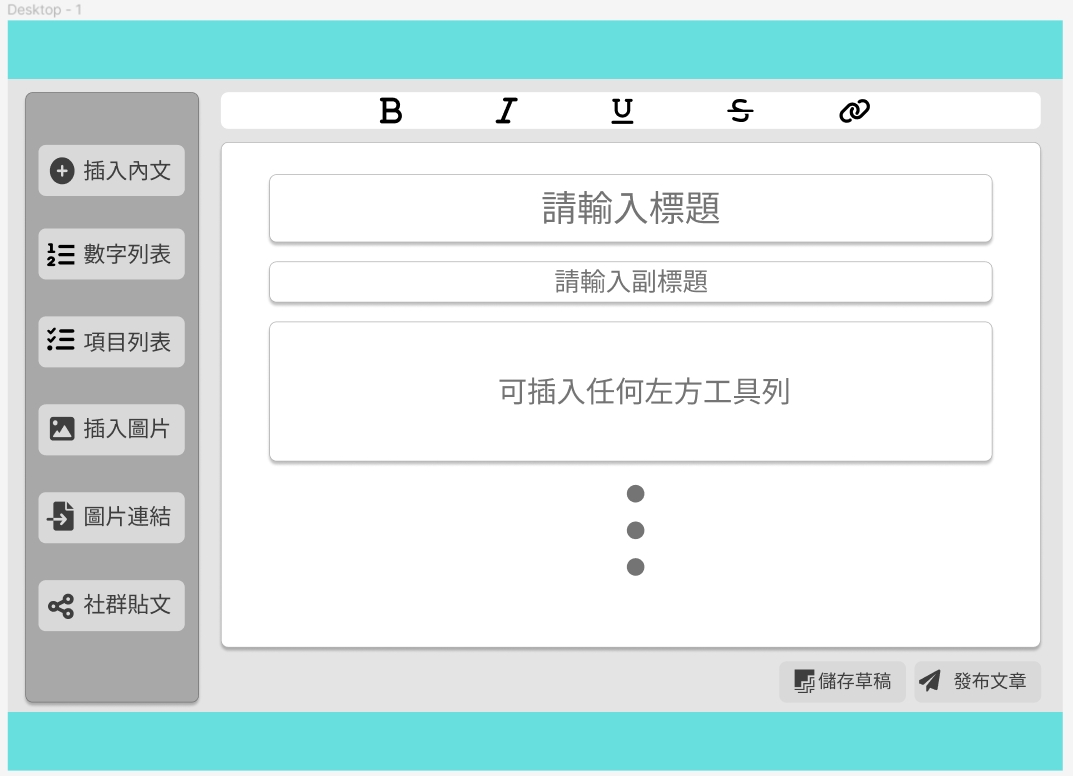 Desktop - 1
B I U S
插入內文
數字列表
項目列表
插入圖片
圖片連結
社群貼文
請輸入標題
請輸入副標題
可插入任何左方工具列
儲存草稿
發布文章